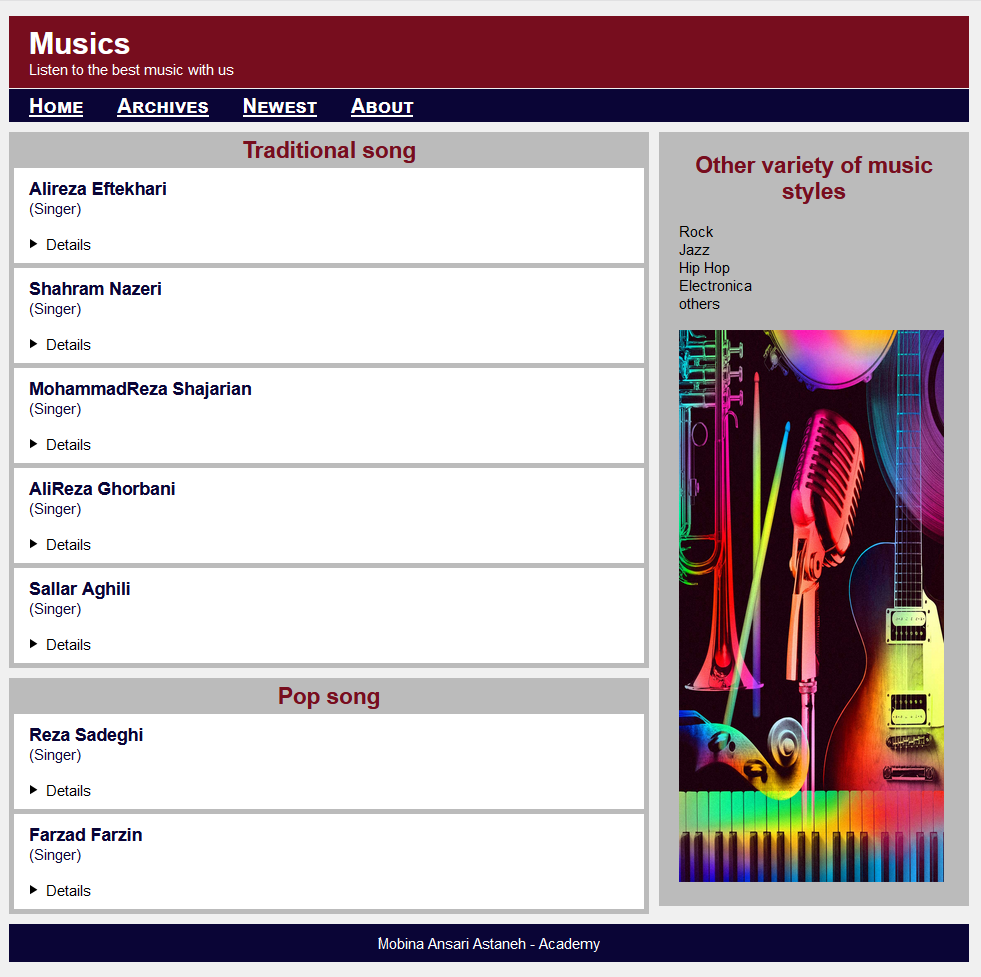 Musics
Listen to the best music with us
Home
Archives
Newest
About
Traditional song
Alireza Eftekhari
(Singer)
Details
Shahram Nazeri
(Singer)
Details
MohammadReza Shajarian
(Singer)
Details
AliReza Ghorbani
(Singer)
Details
Sallar Aghili
(Singer)
Details
Pop song
Reza Sadeghi
(Singer)
Details
Farzad Farzin
(Singer)
Details
Other variety of music
styles
Rock
Jazz
Hip Hop
Electronica
others
Mobina Ansari Astaneh - Academy